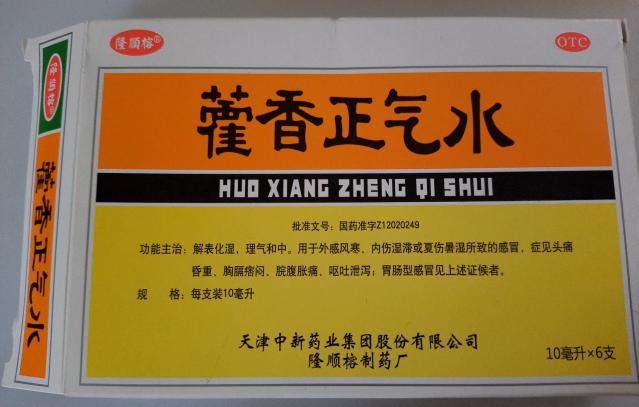 隆顺榕®
OTC
藿香正气水
HUO XIANG ZHENG QI SHUI
批准文号：国药准字Z12020249
功能主治：解表化湿，理气和中。用于外感风寒、内伤湿滞或夏伤暑湿所致的感冒，症见头痛
昏重、胸膈痞闷、脘腹胀痛、呕吐泄泻；胃肠型感冒见上述证候者。
规　　格：每支装10毫升
天津中新药业集团股份有限公司
隆顺榕制药厂
10毫升×6支
隆顺榕®
藿香正气水